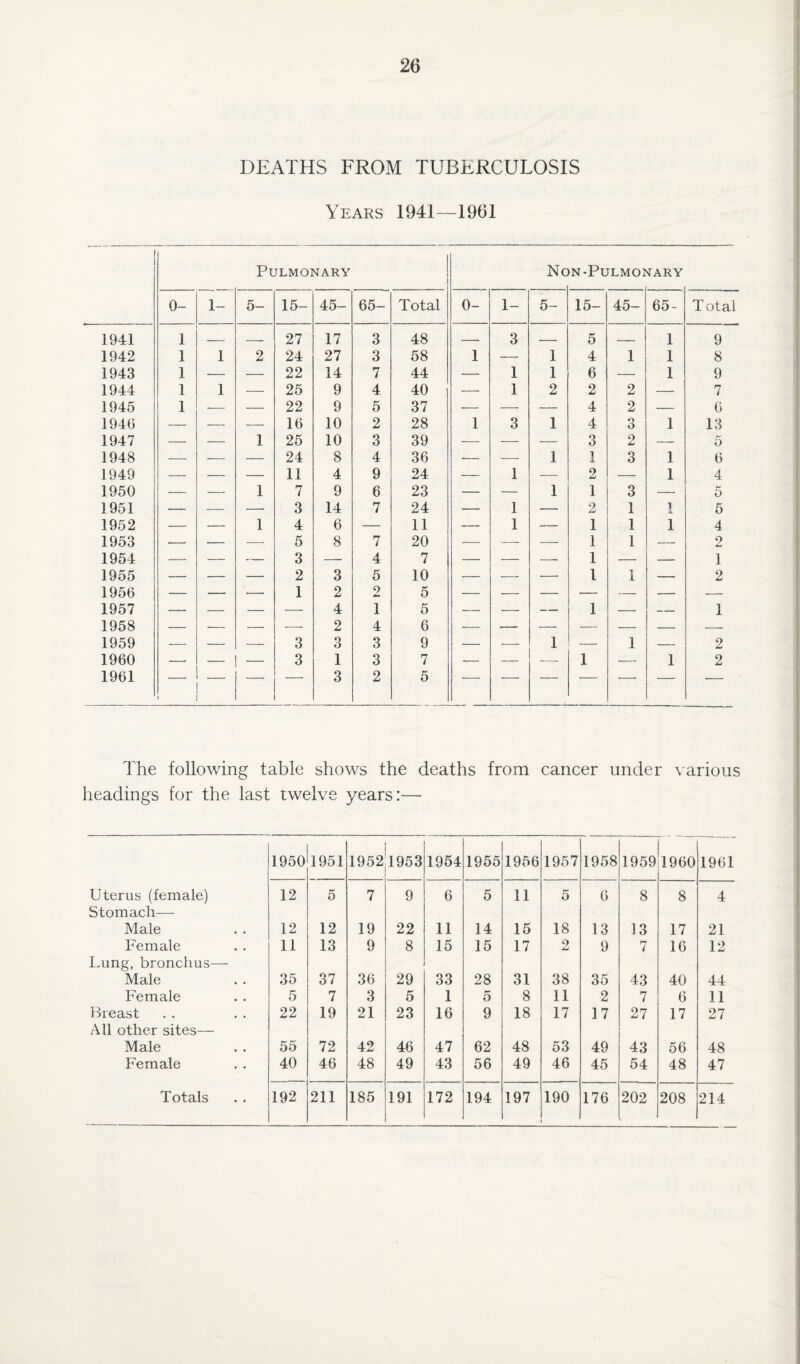 26
DEATHS FROM TUBERCULOSIS
Years 1941—1961
Pulmonary Non-Pulmonary
0- 1- 5- 15- 45- 65- Total 0- 1- 5- 15- 45- 65- Total
1941 1 — — 27 17 3 48 — 3 — 5 — 1 9
1942 1 1 2 24 27 3 58 1 — 1 4 1 1 8
1943 1 — — 22 14 7 44 — 1 1 6 — 1 9
1944 1 1 — 25 9 4 40 — 1 2 2 2 — 7
1945 1 — — 22 9 5 37 — — — 4 2 — 6
1946 — — — 16 10 2 28 1 3 1 4 3 1 13
1947 — — 1 25 10 3 39 — — — 3 2 — 5
1948 — — — 24 8 4 36 — — 1 1 3 1 6
1949 — — — 11 4 9 24 — 1 — 2 — 1 4
1950 — — 1 7 9 6 23 — — 1 1 3 — 5
1951 — — — 3 14 7 24 — 1 — 2 1 1 5
1952 — — 1 4 6 — 11 — 1 — 1 1 1 4
1953 — — — 5 8 7 20 — — — 1 1 — 2
1954 — — — 3 — 4 7 — — — 1 — — 1
1955 — — — 2 3 5 10 — — — 1 1 — 2
1956 — — — 1 2 2 5 — — — — — — —
1957 — — — — 4 1 5 — — — 1 — — 1
1958 — — — — 2 4 6 — — — — — — —
1959 — — — 3 3 3 9 — — 1 — 1 — 2
1960 — — — 3 1 3 7 — — — 1 — 1 2
1961 — — — — 3 2 5 — — — — — — —
The following table shows the deaths from cancer under various
headings for the last twelve years:—
1950 1951 1952 1953 1954 1955 1956 1957 1958 1959 1960 1961
Uterus (female) 12 5 7 9 6 5 11 5 6 8 8 4
Stomach—
Male . . 12 12 19 22 11 14 15 18 13 13 17 21
Female . . 11 13 9 8 15 15 17 2 9 7 16 12
Lung, bronchus—
Male . . 35 37 36 29 33 28 31 38 35 43 40 44
Female . . 5 7 3 5 1 5 8 11 2 7 6 11
Breast . . . . 22 19 21 23 16 9 18 17 17 27 17 27
All other sites—
Male . . 55 72 42 46 47 62 48 53 49 43 56 48
Female . . 40 46 48 49 43 56 49 46 45 54 48 47
Totals . . 192 211 185 191 172 194 197 190 176 202 208 214